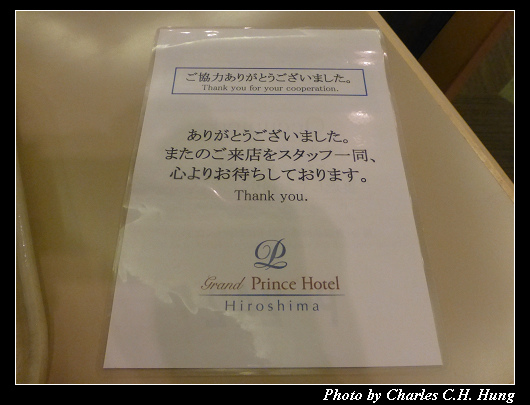 ご協力ありがとうございました。
Thank you for your cooperation.
ありがとうございました。
またのご来店をスタッフ一同、
心よりお待ちしております。
Thank you.
Grand Prince Hotel
Hiroshima
Photo by Charles C.H. Hung